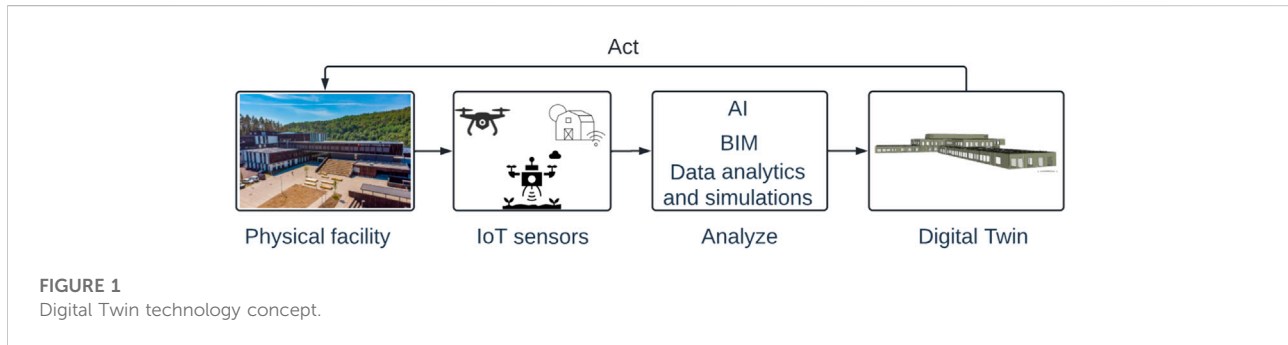 Act
AI
BIM
Data analytics
and simulations
Physical facility
IoT sensors
Analyze
Digital Twin
FIGURE 1
Digital Twin technology concept.